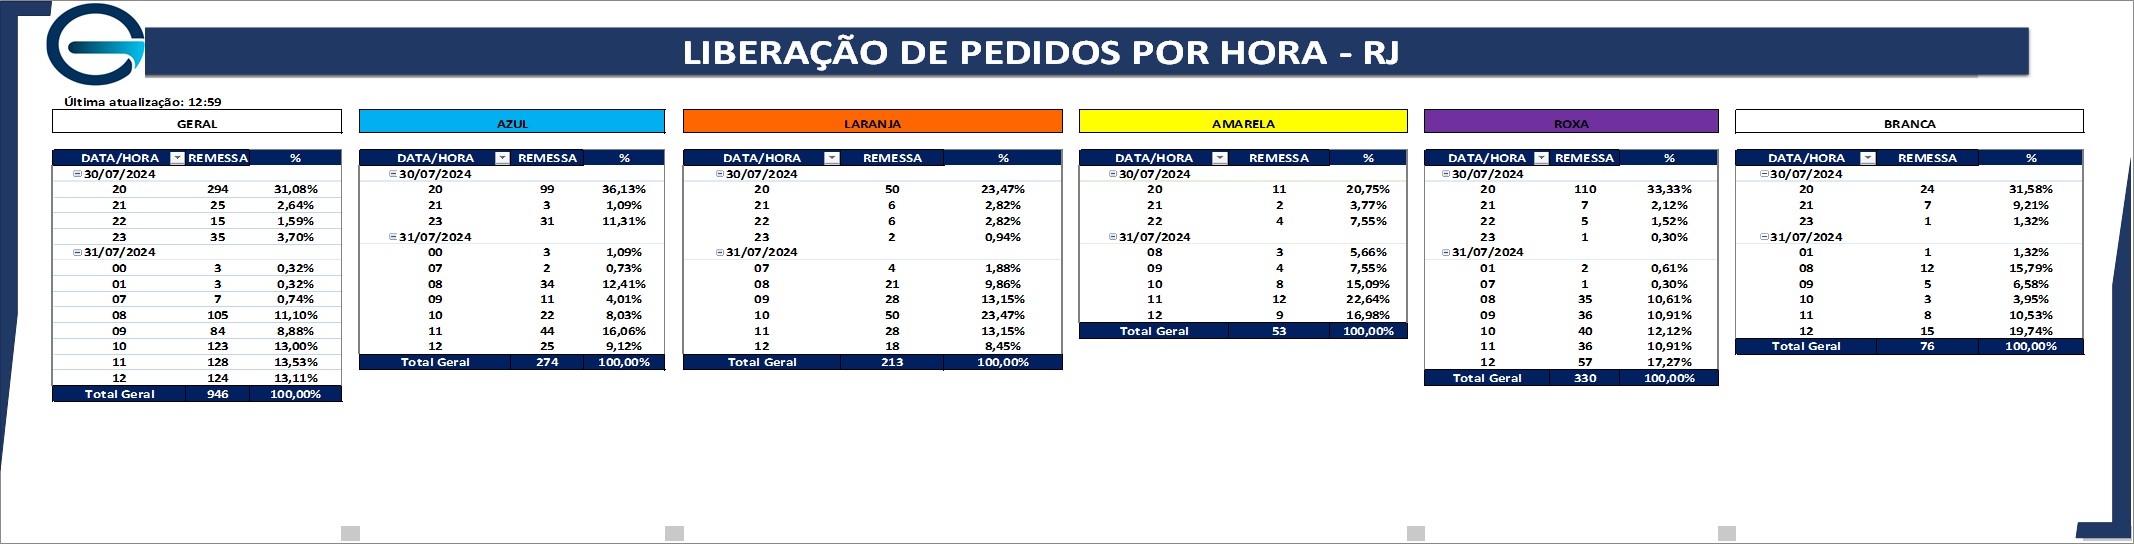 LIBERAÇÃO DE PEDIDOS POR HORA - RJ
Última atualização: 12:59
GERAL
DATA/HORA REMESSA %
30/07/2024
20 294 31,08%
21 25 2,64%
22 15 1,59%
23 35 3,70%
31/07/2024
00 3 0,32%
01 3 0,32%
07 7 0,74%
08 105 11,10%
09 84 8,88%
10 123 13,00%
11 128 13,53%
12 124 13,11%
Total Geral 946 100,00%
AZUL
DATA/HORA REMESSA %
30/07/2024
20 99 36,13%
21 3 1,09%
23 31 11,31%
31/07/2024
00 3 1,09%
07 2 0,73%
08 34 12,41%
09 11 4,01%
10 22 8,03%
11 44 16,06%
12 25 9,12%
Total Geral 274 100,00%
LARANJA
DATA/HORA REMESSA %
30/07/2024
20 50 23,47%
21 6 2,82%
22 6 2,82%
23 2 0,94%
31/07/2024
07 4 1,88%
08 21 9,86%
09 28 13,15%
10 50 23,47%
11 28 13,15%
12 18 8,45%
Total Geral 213 100,00%
AMARELA
DATA/HORA REMESSA %
30/07/2024
20 11 20,75%
21 2 3,77%
22 4 7,55%
31/07/2024
08 3 5,66%
09 4 7,55%
10 8 15,09%
11 12 22,64%
12 9 16,98%
Total Geral 53 100,00%
ROXA
DATA/HORA REMESSA %
30/07/2024
20 110 33,33%
21 7 2,12%
22 5 1,52%
23 1 0,30%
31/07/2024
01 2 0,61%
07 1 0,30%
08 35 10,61%
09 36 10,91%
10 40 12,12%
11 36 10,91%
12 57 17,27%
Total Geral 330 100,00%
BRANCA
DATA/HORA REMESSA %
30/07/2024
20 24 31,58%
21 7 9,21%
23 1 1,32%
31/07/2024
01 1 1,32%
08 12 15,79%
09 5 6,58%
10 3 3,95%
11 8 10,53%
12 15 19,74%
Total Geral 76 100,00%